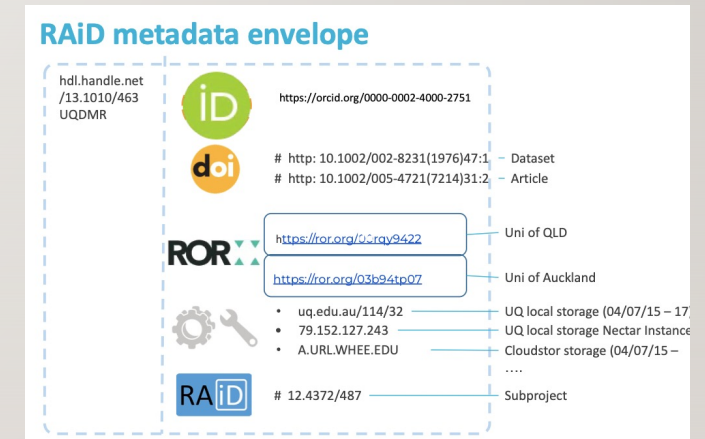 RAiD metadata envelope
hdl.handle.net
/13.1010/463
UQDMR
iD
https://orcid.org/0000-0002-4000-2751
doi
# http: 10.1002/002-8231(1976)47:1
Dataset
# http: 10.1002/005-4721(7214)31:2
Article
ROR
Uni of QLD
https://ror.org/03b94tp07
Uni of Auckland
• uq.edu.au/114/32
UQ local storage (04/07/15 – 17)
• 79.152.127.243
UQ local storage Nectar Instance
• A.URL.WHEE.EDU
Cloudstor storage (04/07/15 –
....
RAiD
# 12.4372/487
Subproject